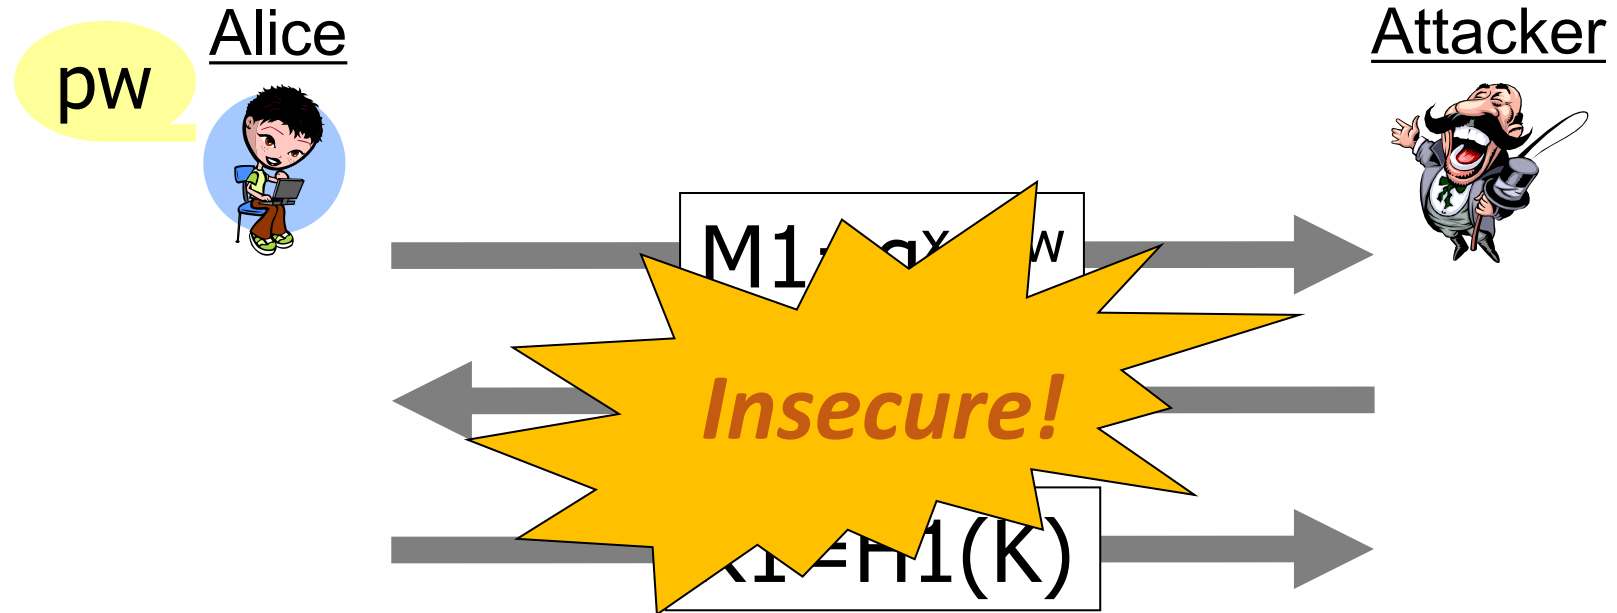 Alice
Attacker
pw
M1
Insecure!
=H1(K)